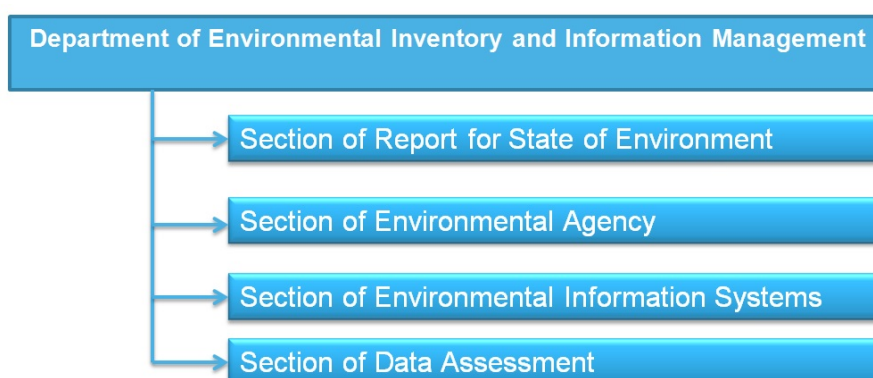 Department of Environmental Inventory and Information Management
Section of Report for State of Environment
Section of Environmental Agency
Section of Environmental Information Systems
Section of Data Assessment